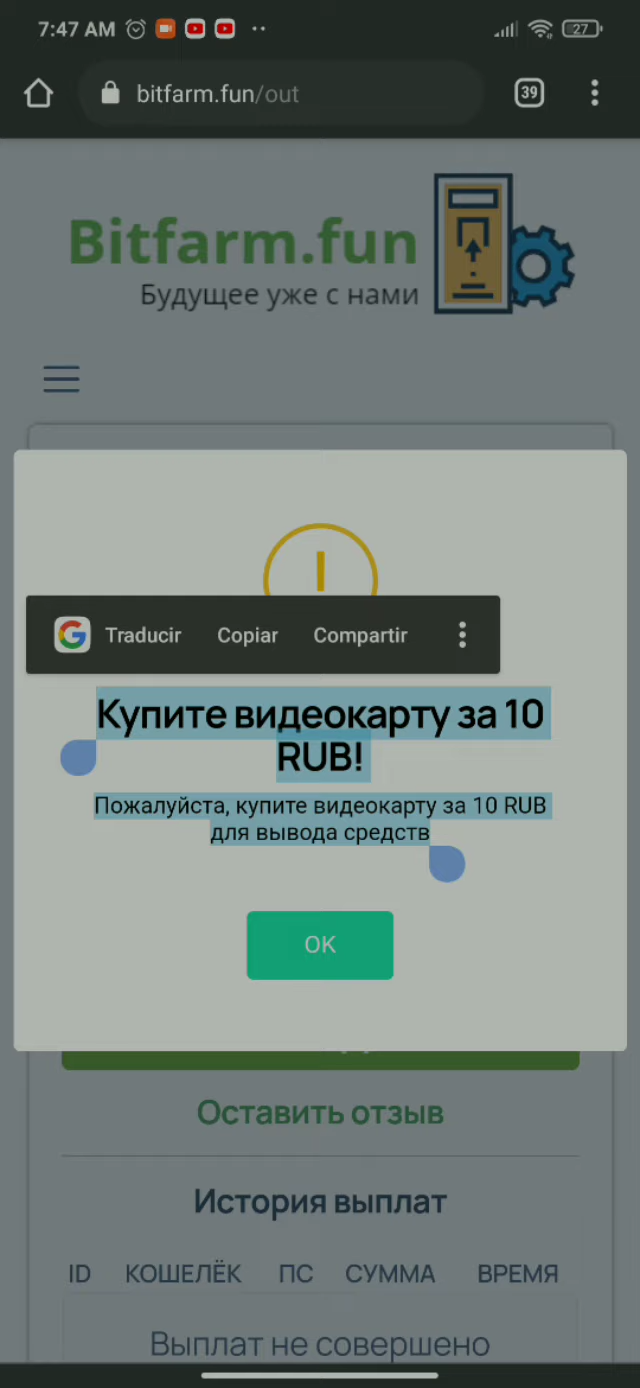 7:47 AM
27
bitfarm.fun/out
39
Bitfarm.fun
Будущее уже с нами
Traducir Copiar Compartir
Купите видеокарту за 10
RUB!
Пожалуйста, купите видеокарту за 10 RUB
для вывода средств
OK
Оставить отзыв
История выплат
ID КОШЕЛЁК ПС СУММА ВРЕМЯ
Выплат не совершено